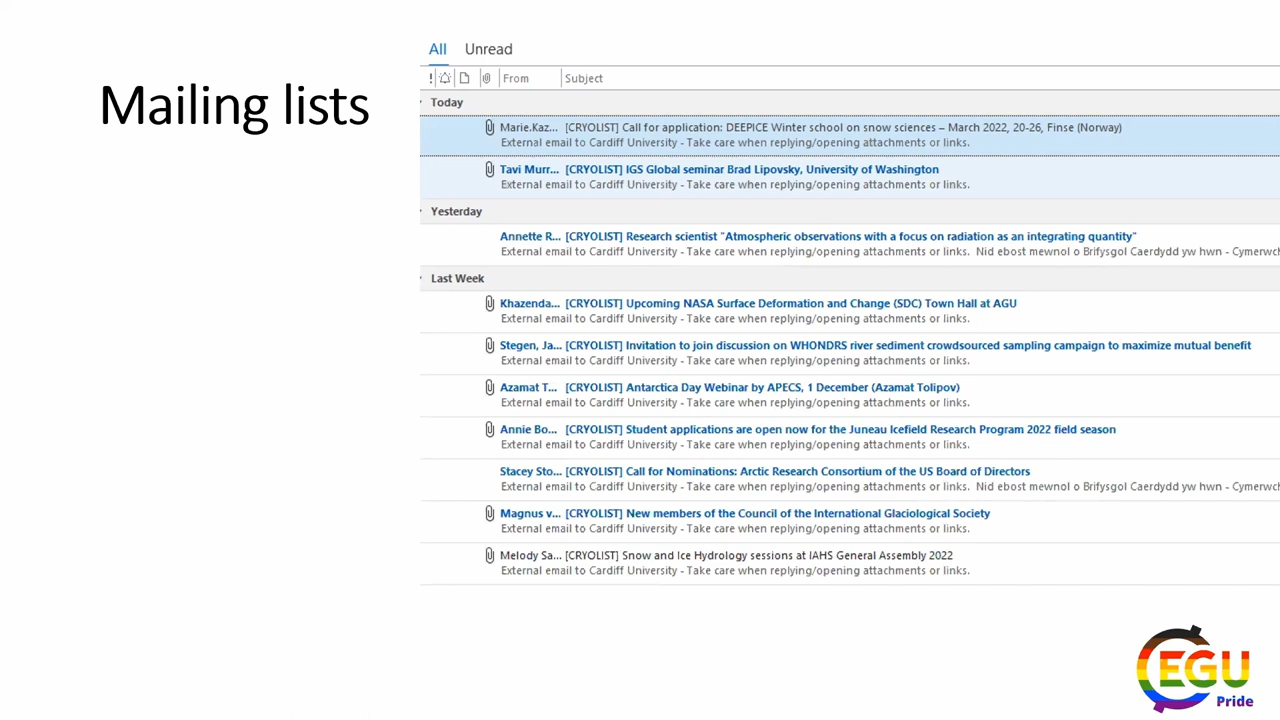 Mailing lists
All Unread
! From Subject
Today
Marie.Kaz... [CRYOLIST] Call for application: DEEPICE Winter school on snow sciences – March 2022, 20-26, Finse (Norway)
External email to Cardiff University - Take care when replying/opening attachments or links.
Tavi Murr... [CRYOLIST] IGS Global seminar Brad Lipovsky, University of Washington
External email to Cardiff University - Take care when replying/opening attachments or links.
Yesterday
Annette R... [CRYOLIST] Research scientist "Atmospheric observations with a focus on radiation as an integrating quantity"
External email to Cardiff University - Take care when replying/opening attachments or links. Nid ebost mewnol o Brifysgol Caerdydd yw hwn - Cymerwch
Last Week
Khazenda... [CRYOLIST] Upcoming NASA Surface Deformation and Change (SDC) Town Hall at AGU
External email to Cardiff University - Take care when replying/opening attachments or links.
Stegen, Ja... [CRYOLIST] Invitation to join discussion on WHONDRS river sediment crowdsourced sampling campaign to maximize mutual benefit
External email to Cardiff University - Take care when replying/opening attachments or links.
Azamat T... [CRYOLIST] Antarctica Day Webinar by APECS, 1 December (Azamat Tolipov)
External email to Cardiff University - Take care when replying/opening attachments or links.
Annie Bo... [CRYOLIST] Student applications are open now for the Juneau Icefield Research Program 2022 field season
External email to Cardiff University - Take care when replying/opening attachments or links.
Stacey Sto... [CRYOLIST] Call for Nominations: Arctic Research Consortium of the US Board of Directors
External email to Cardiff University - Take care when replying/opening attachments or links. Nid ebost mewnol o Brifysgol Caerdydd yw hwn - Cymerwch
Magnus v... [CRYOLIST] New members of the Council of the International Glaciological Society
External email to Cardiff University - Take care when replying/opening attachments or links.
Melody Sa... [CRYOLIST] Snow and Ice Hydrology sessions at IAHS General Assembly 2022
External email to Cardiff University - Take care when replying/opening attachments or links.
EGU
Pride